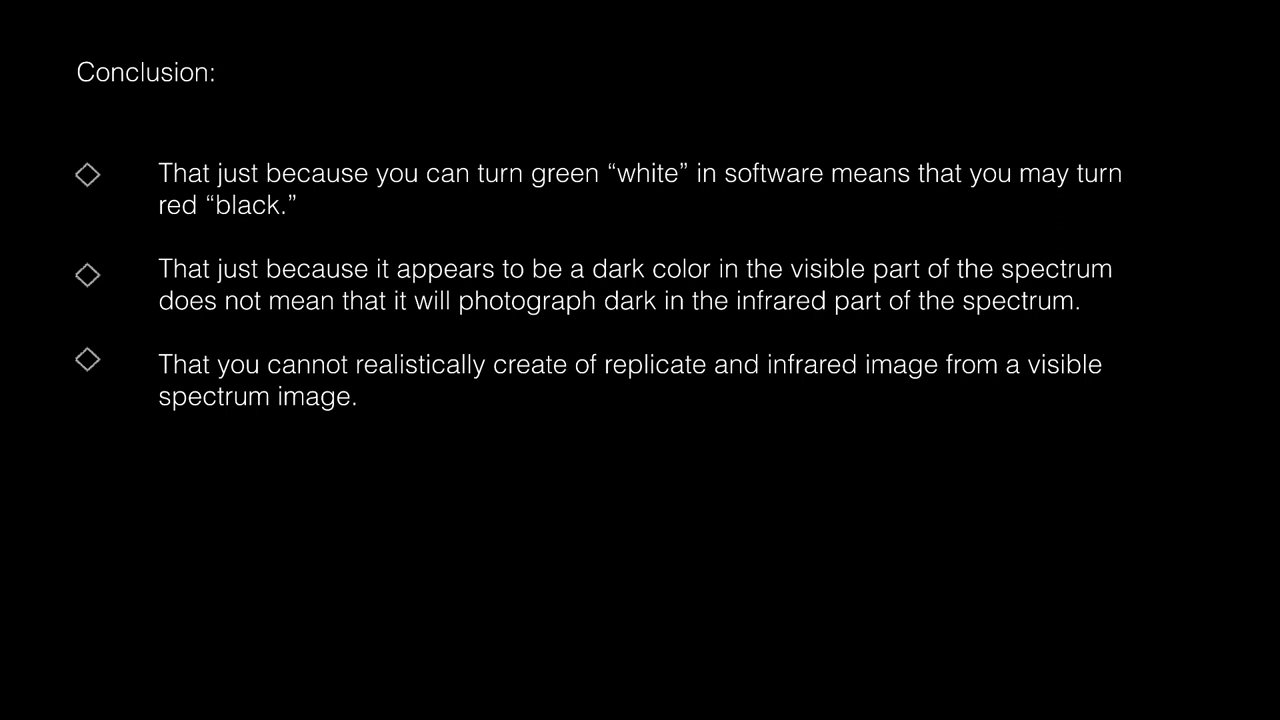 Conclusion:
That just because you can turn green “white” in software means that you may turn
red “black.”
That just because it appears to be a dark color in the visible part of the spectrum
does not mean that it will photograph dark in the infrared part of the spectrum.
That you cannot realistically create of replicate and infrared image from a visible
spectrum image.